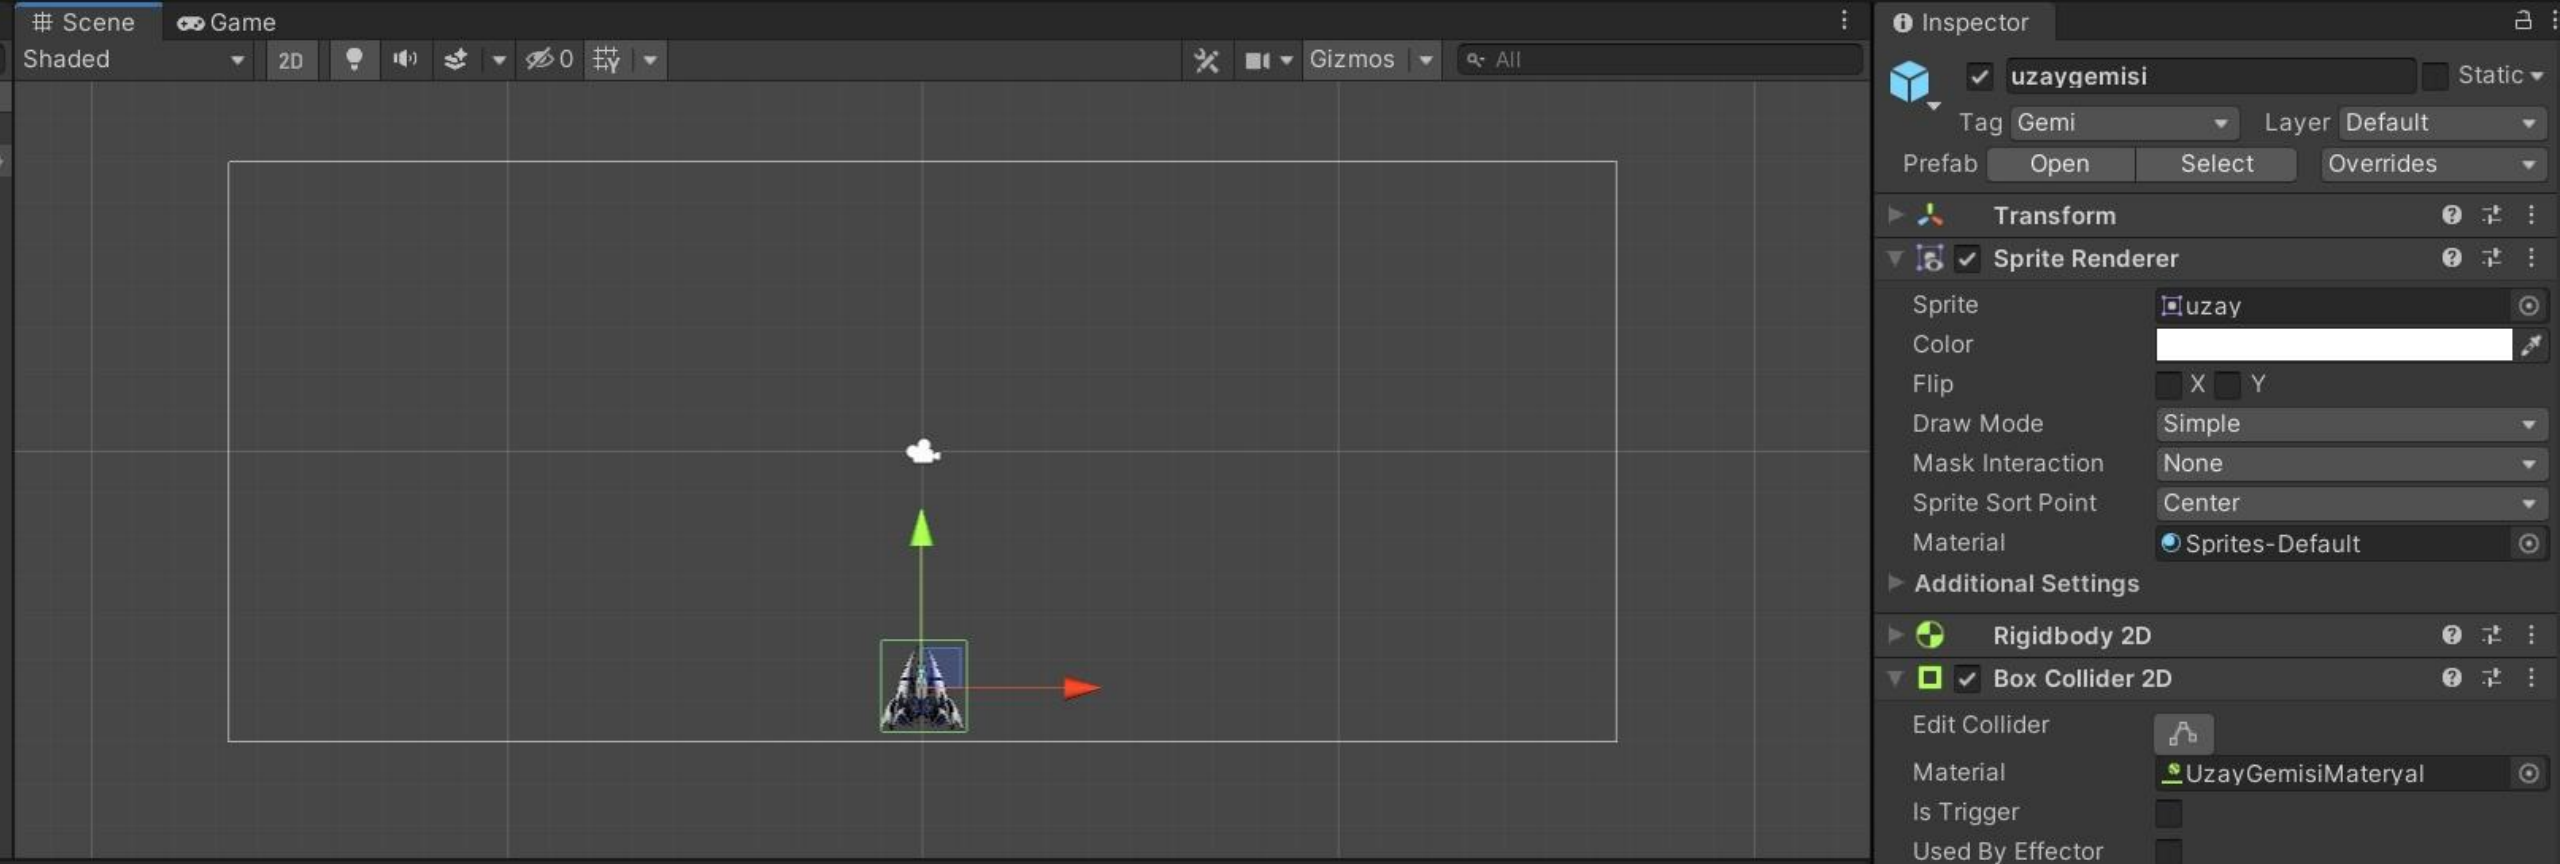 Scene Game
Shaded 2D 0 Gizmos All
Inspector
uzaygemisi Static
Tag Gemi Layer Default
Prefab Open Select Overrides
Transform
Sprite Renderer
Sprite uzay
Color
Flip X Y
Draw Mode Simple
Mask Interaction None
Sprite Sort Point Center
Material Sprites-Default
Additional Settings
Rigidbody 2D
Box Collider 2D
Edit Collider
Material UzayGemisiMateryal
Is Trigger
Used By Effector